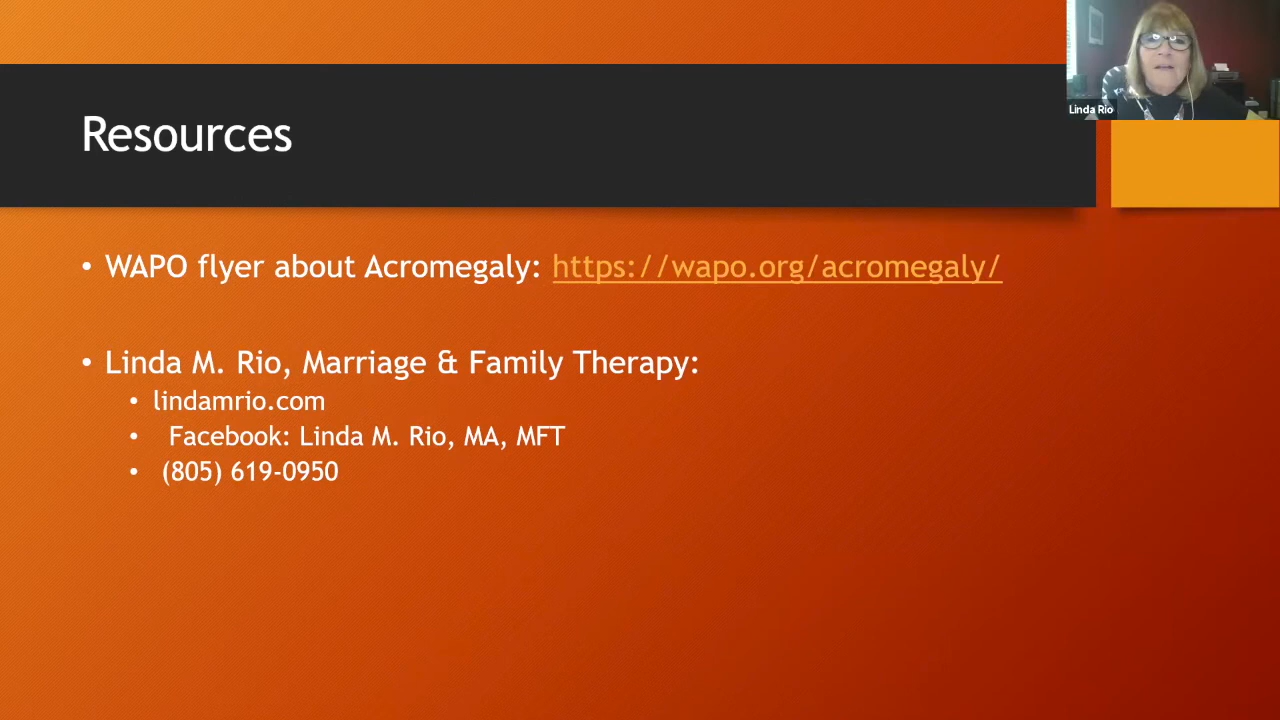 Linda Rio
Resources
• WAPO flyer about Acromegaly: https://wapo.org/acromegaly/
• Linda M. Rio, Marriage & Family Therapy:
• lindamrio.com
• Facebook: Linda M. Rio, MA, MFT
• (805) 619-0950